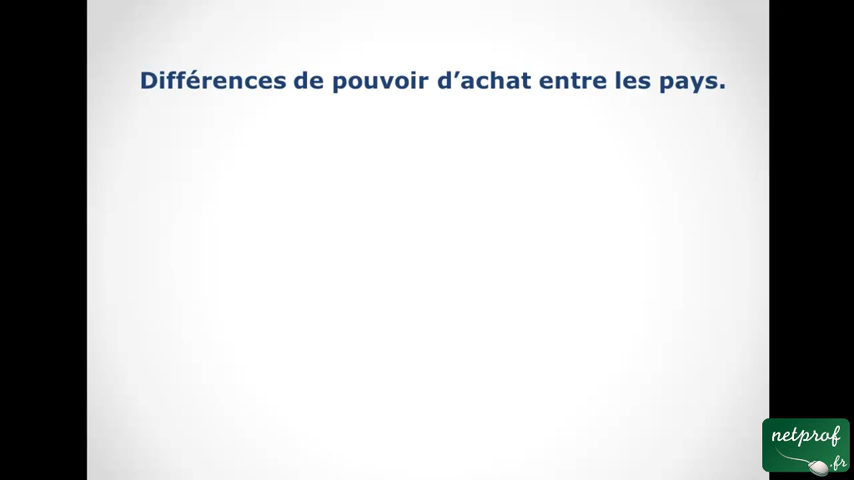 Différences de pouvoir d’achat entre les pays.
netprof
.fr